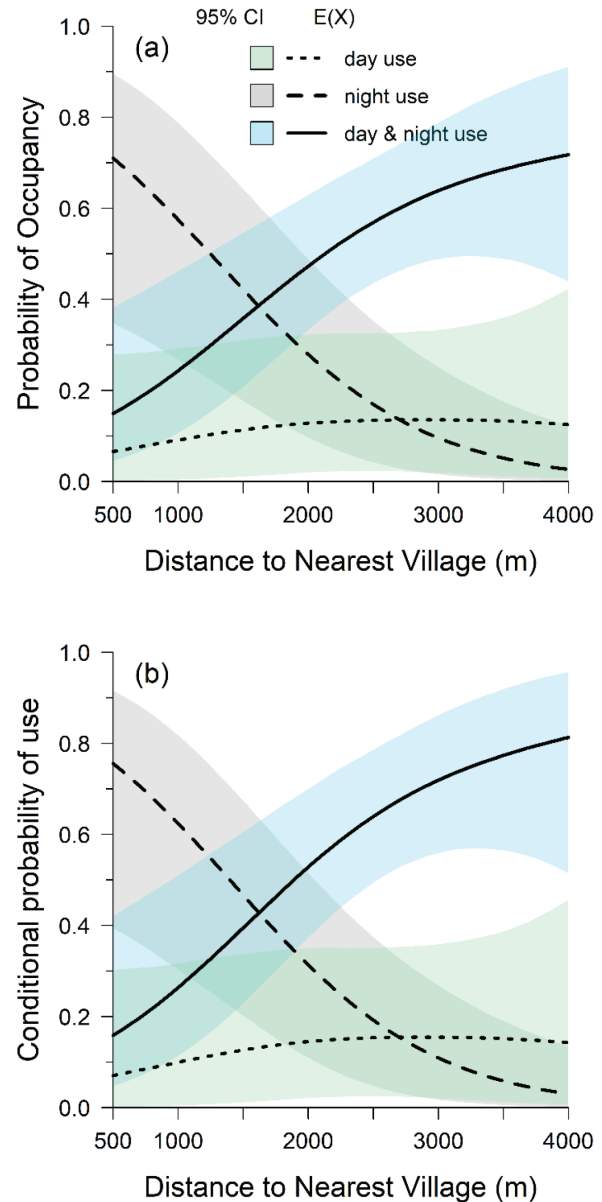 95% CI E(X)
(a)
day use
night use
day & night use
1.0
0.8
0.6
0.4
0.2
0.0
Probability of Occupancy
500 1000 2000 3000 4000
Distance to Nearest Village (m)
(b)
1.0
0.8
0.6
0.4
0.2
0.0
Conditional probability of use
500 1000 2000 3000 4000
Distance to Nearest Village (m)